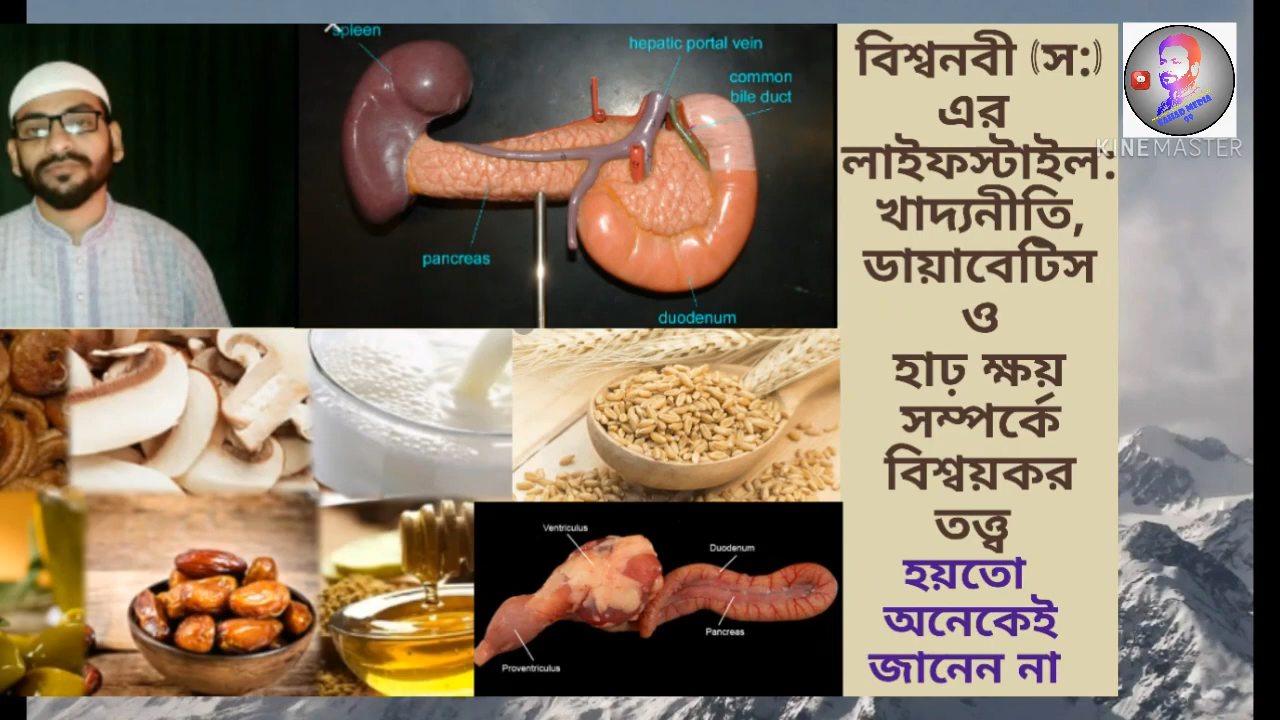 spleen
hepatic portal vein
common
bile duct
pancreas
duodenum
বিশ্বনবী (স:)
এর
লাইফস্টাইল:
খাদ্যনীতি,
ডায়াবেটিস
ও
হাঢ় ক্ষয়
সম্পর্কে
বিশ্বয়কর
তত্ত্ব
হয়তো
অনেকেই
জানেন না
KINEMASTER
Ventriculus
Duodenum
Pancreas
Proventriculus